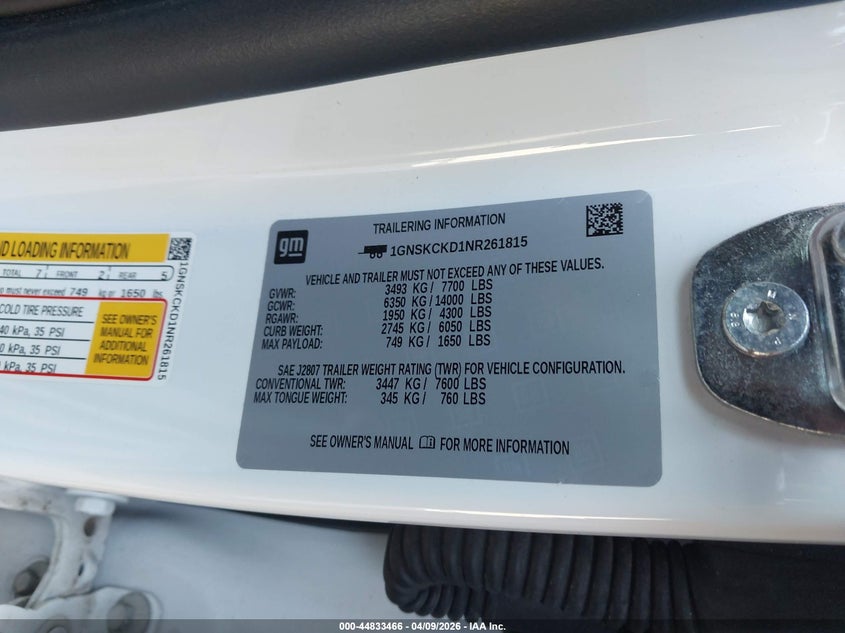 ND LOADING INFORMATION
TOTAL 7 FRONT 2 REAR 5
must never exceed 749 kg or 1650 lbs.
COLD TIRE PRESSURE
40 kPa, 35 PSI
0 kPa, 35 PSI
kPa, 35 PSI
SEE OWNER'S
MANUAL FOR
ADDITIONAL
INFORMATION
1GNSKCKD1NR261815
gm
TRAILERING INFORMATION
1GNSKCKD1NR261815
VEHICLE AND TRAILER MUST NOT EXCEED ANY OF THESE VALUES.
GVWR: 3493 KG / 7700 LBS
GCWR: 6350 KG / 14000 LBS
RGAWR: 1950 KG / 4300 LBS
CURB WEIGHT: 2745 KG / 6050 LBS
MAX PAYLOAD: 749 KG / 1650 LBS
SAE J2807 TRAILER WEIGHT RATING (TWR) FOR VEHICLE CONFIGURATION.
CONVENTIONAL TWR: 3447 KG / 7600 LBS
MAX TONGUE WEIGHT: 345 KG / 760 LBS
SEE OWNER'S MANUAL FOR MORE INFORMATION
000-44833466 - 04/09/2026 - IAA Inc.